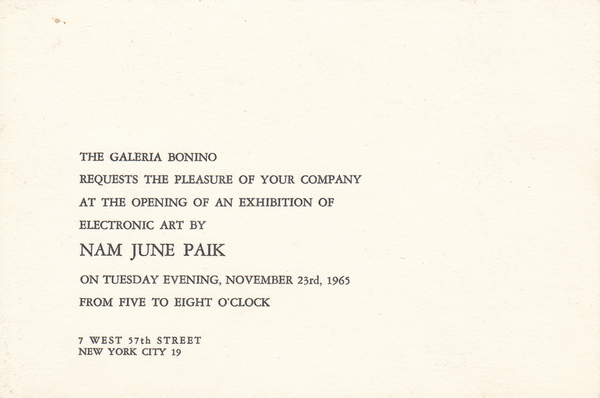 THE GALERIA BONINO
REQUESTS THE PLEASURE OF YOUR COMPANY
AT THE OPENING OF AN EXHIBITION OF
ELECTRONIC ART BY
NAM JUNE PAIK
ON TUESDAY EVENING, NOVEMBER 23rd, 1965
FROM FIVE TO EIGHT O'CLOCK
7 WEST 57th STREET
NEW YORK CITY 19